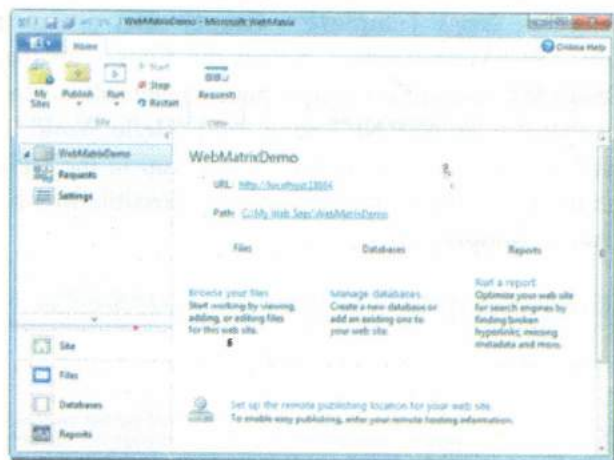 WebMatrixDemo - Microsoft WebMatrix
Home
Online Help
My Sites
Publish
Run
Start
Stop
Restart
Requests
Site
WebMatrixDemo
Requests
Settings
Site
Files
Databases
Reports
WebMatrixDemo
URL:
Path: C:\My Web Sites\WebMatrixDemo
Files
Databases
Reports
Browse your files
Start working by viewing,
adding, or editing files
for this web site.
Manage databases
Create a new database or
add an existing one to
your web site.
Run a report
Optimize your web site
for search engines by
finding broken
hyperlinks, missing
metadata and more.
Set up the remote publishing location for your web site
To enable easy publishing, enter your remote hosting information.